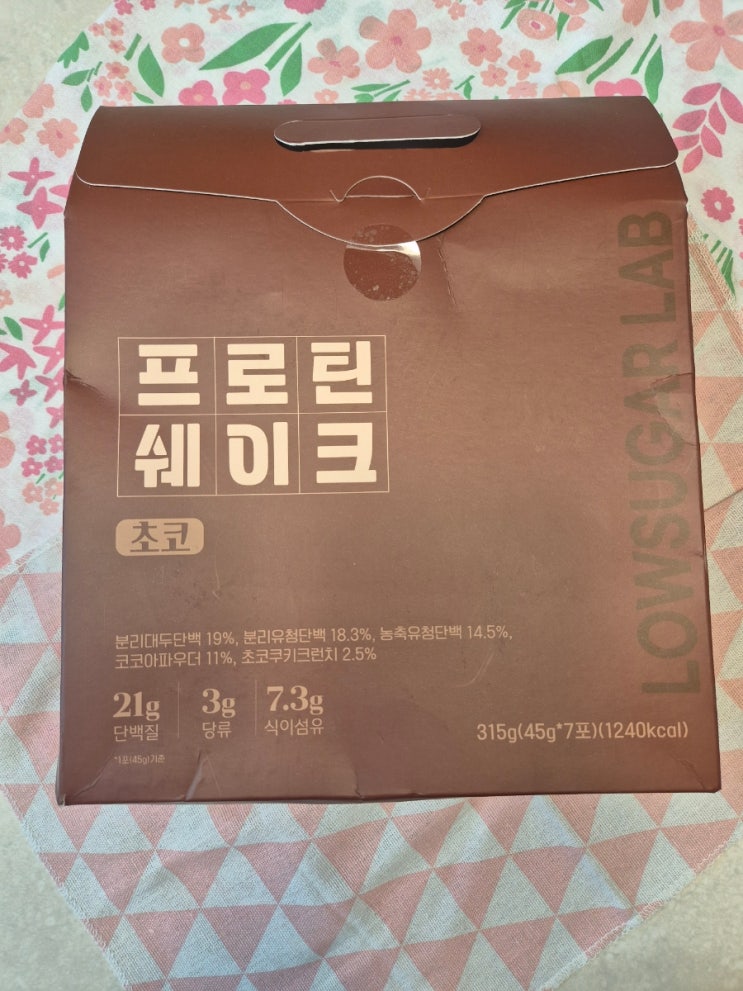 프로틴
쉐이크
초코
분리대두단백 19%, 분리유청단백 18.3%, 농축유청단백 14.5%,
코코아파우더 11%, 초코쿠키크런치 2.5%
21g 3g 7.3g
단백질 당류 식이섬유
*1포(45g)기준
315g(45g*7포)(1240kcal)
LOWSUGAR LAB